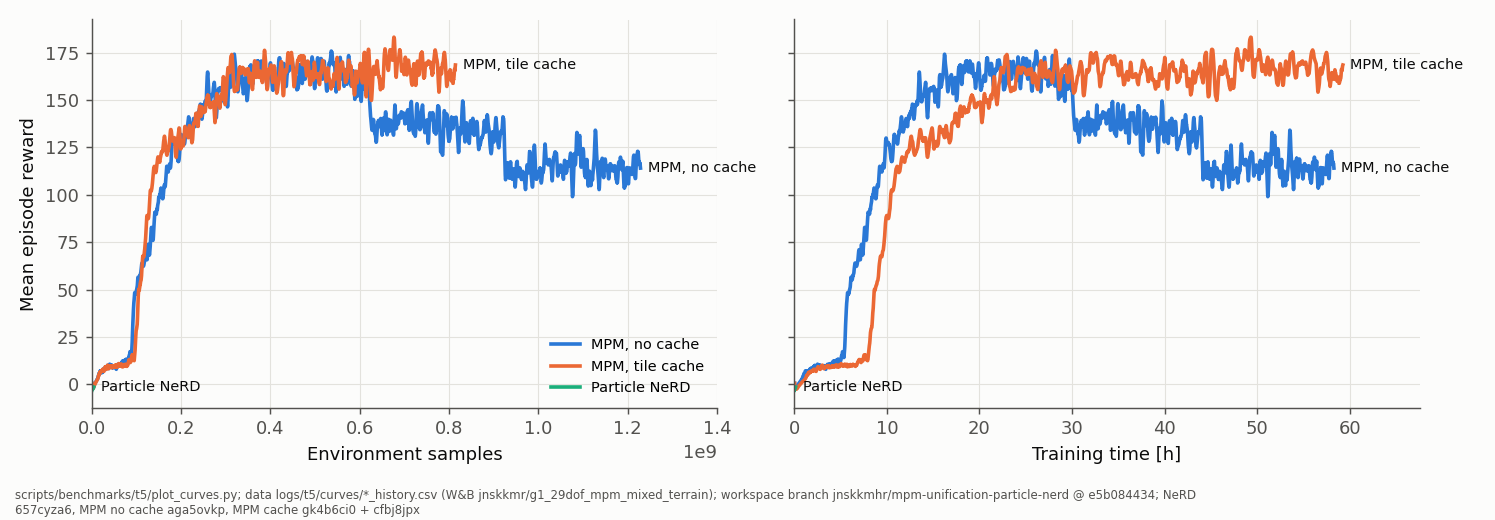 175
150
125
100
75
50
25
0
Mean episode reward
MPM, tile cache
MPM, no cache
Particle NeRD
MPM, no cache
MPM, tile cache
Particle NeRD
0.0 0.2 0.4 0.6 0.8 1.0 1.2 1.4
1e9
Environment samples
MPM, tile cache
MPM, no cache
Particle NeRD
0 10 20 30 40 50 60
Training time [h]
scripts/benchmarks/t5/plot_curves.py; data logs/t5/curves/*_history.csv (W&B jnskkmr/g1_29dof_mpm_mixed_terrain); workspace branch jnskkmhr/mpm-unification-particle-nerd @ e5b084434; NeRD
657cyza6, MPM no cache aga5ovkp, MPM cache gk4b6ci0 + cfbj8jpx